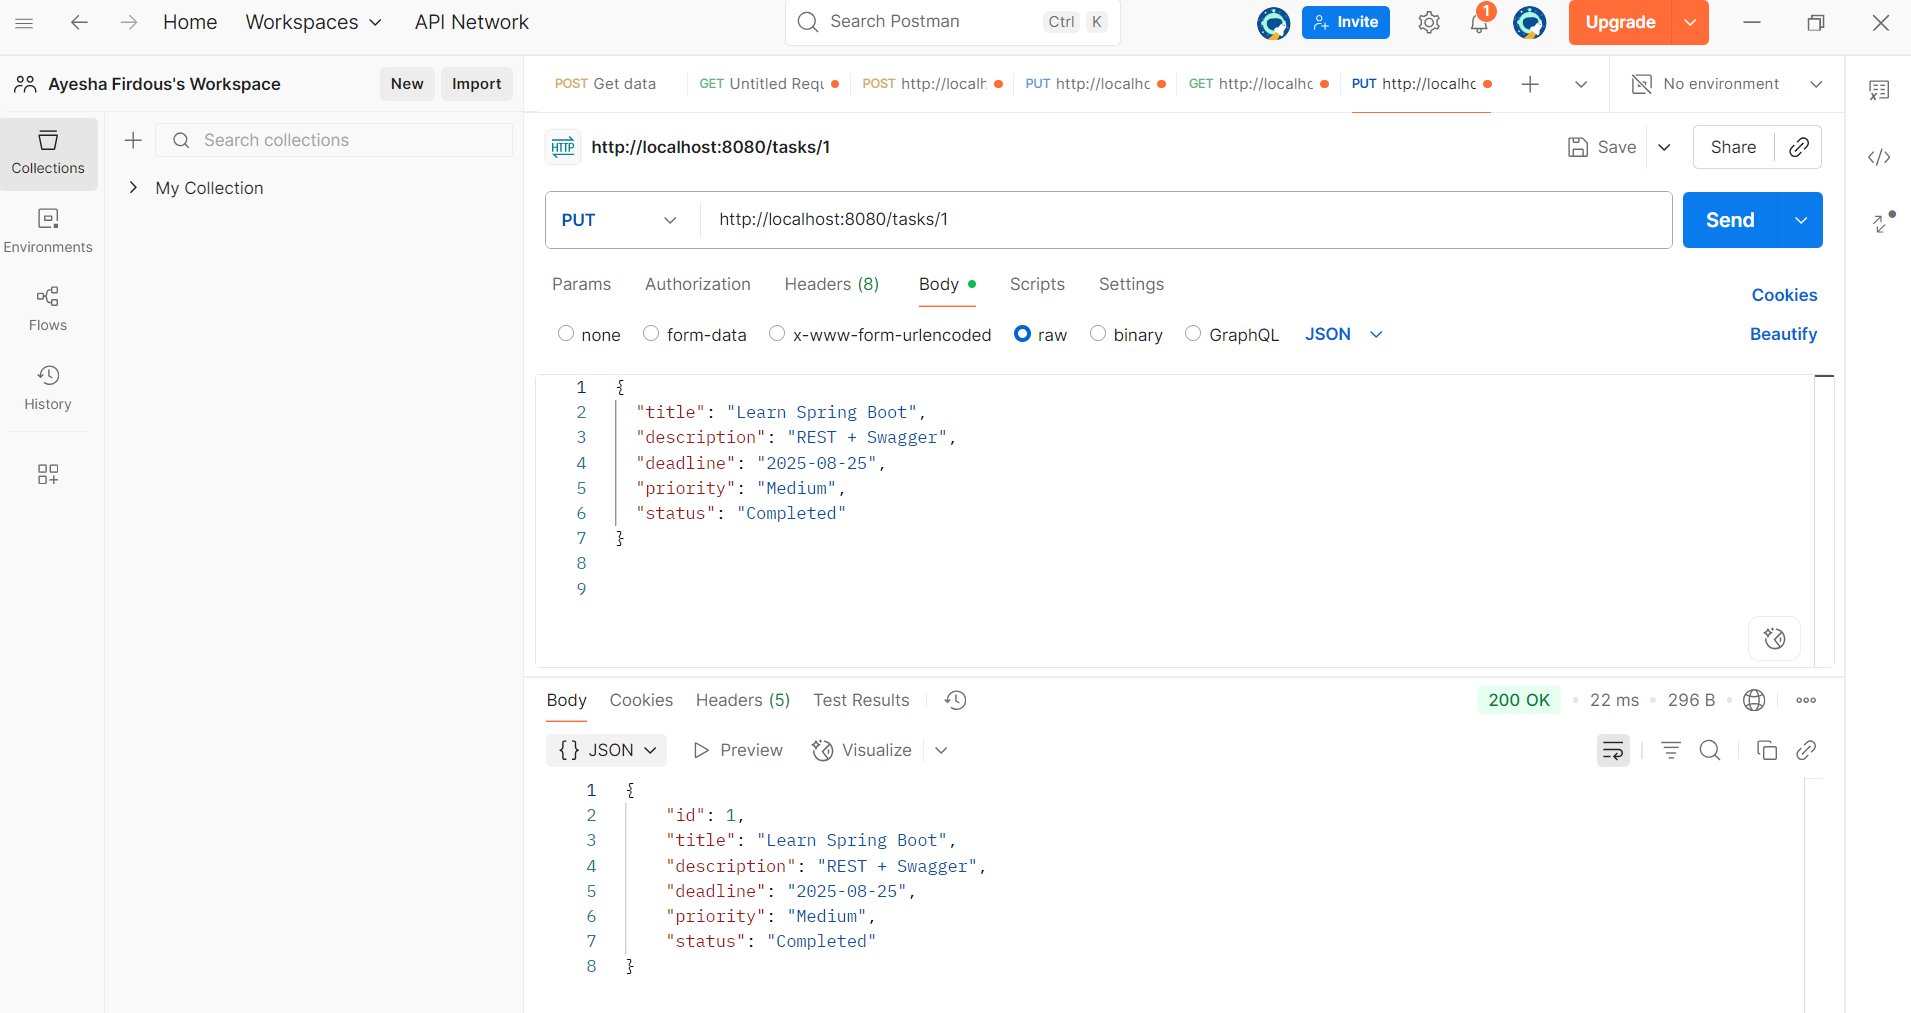 Home Workspaces API Network Search Postman Ctrl K Invite 1 Upgrade
Ayesha Firdous's Workspace New Import
POST Get data GET Untitled Requ POST http://localh PUT http://localhc GET http://localhc PUT http://localhc No environment
Collections
Environments
Flows
History
Search collections
My Collection
HTTP http://localhost:8080/tasks/1 Save Share
PUT http://localhost:8080/tasks/1 Send
Params Authorization Headers (8) Body Scripts Settings Cookies
none form-data x-www-form-urlencoded raw binary GraphQL JSON Beautify
1 {
2 "title": "Learn Spring Boot",
3 "description": "REST + Swagger",
4 "deadline": "2025-08-25",
5 "priority": "Medium",
6 "status": "Completed"
7 }
8
9
Body Cookies Headers (5) Test Results 200 OK • 22 ms • 296 B
{} JSON Preview Visualize
1 {
2 "id": 1,
3 "title": "Learn Spring Boot",
4 "description": "REST + Swagger",
5 "deadline": "2025-08-25",
6 "priority": "Medium",
7 "status": "Completed"
8 }